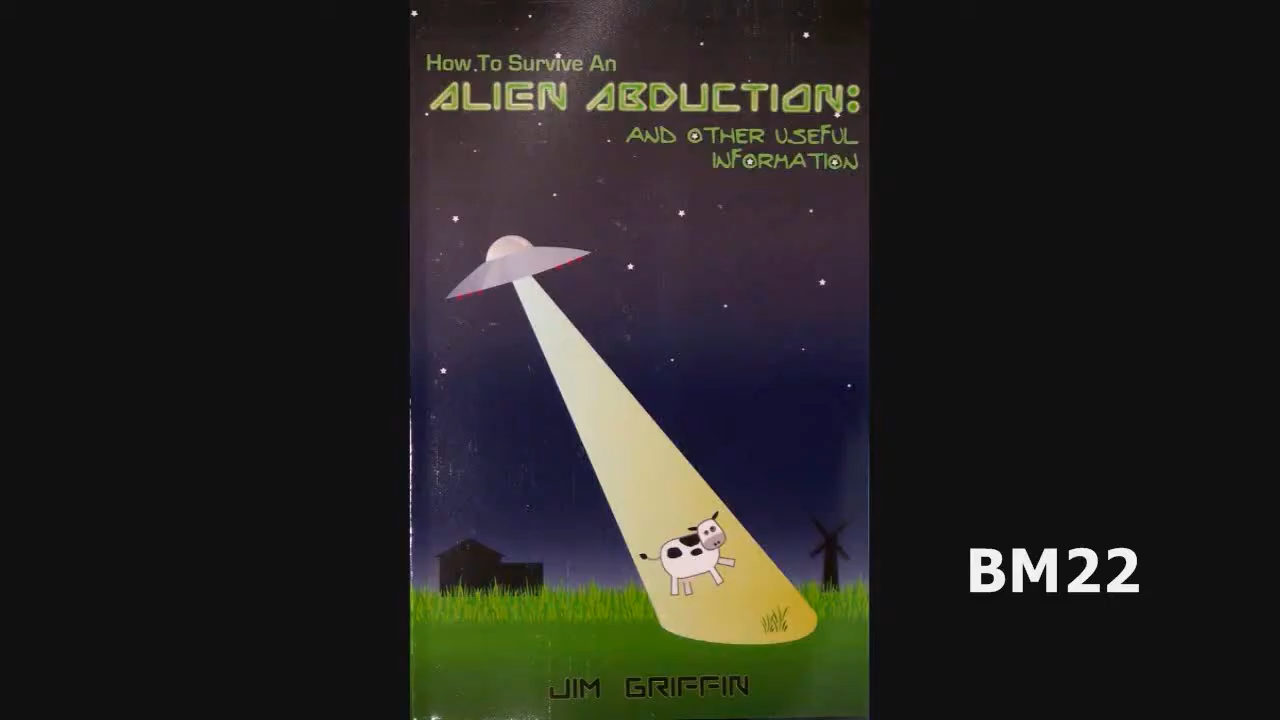 How To Survive An
ALIEN ABDUCTION:
AND OTHER USEFUL
INFORMATION
BM22
JIM GRIFFIN